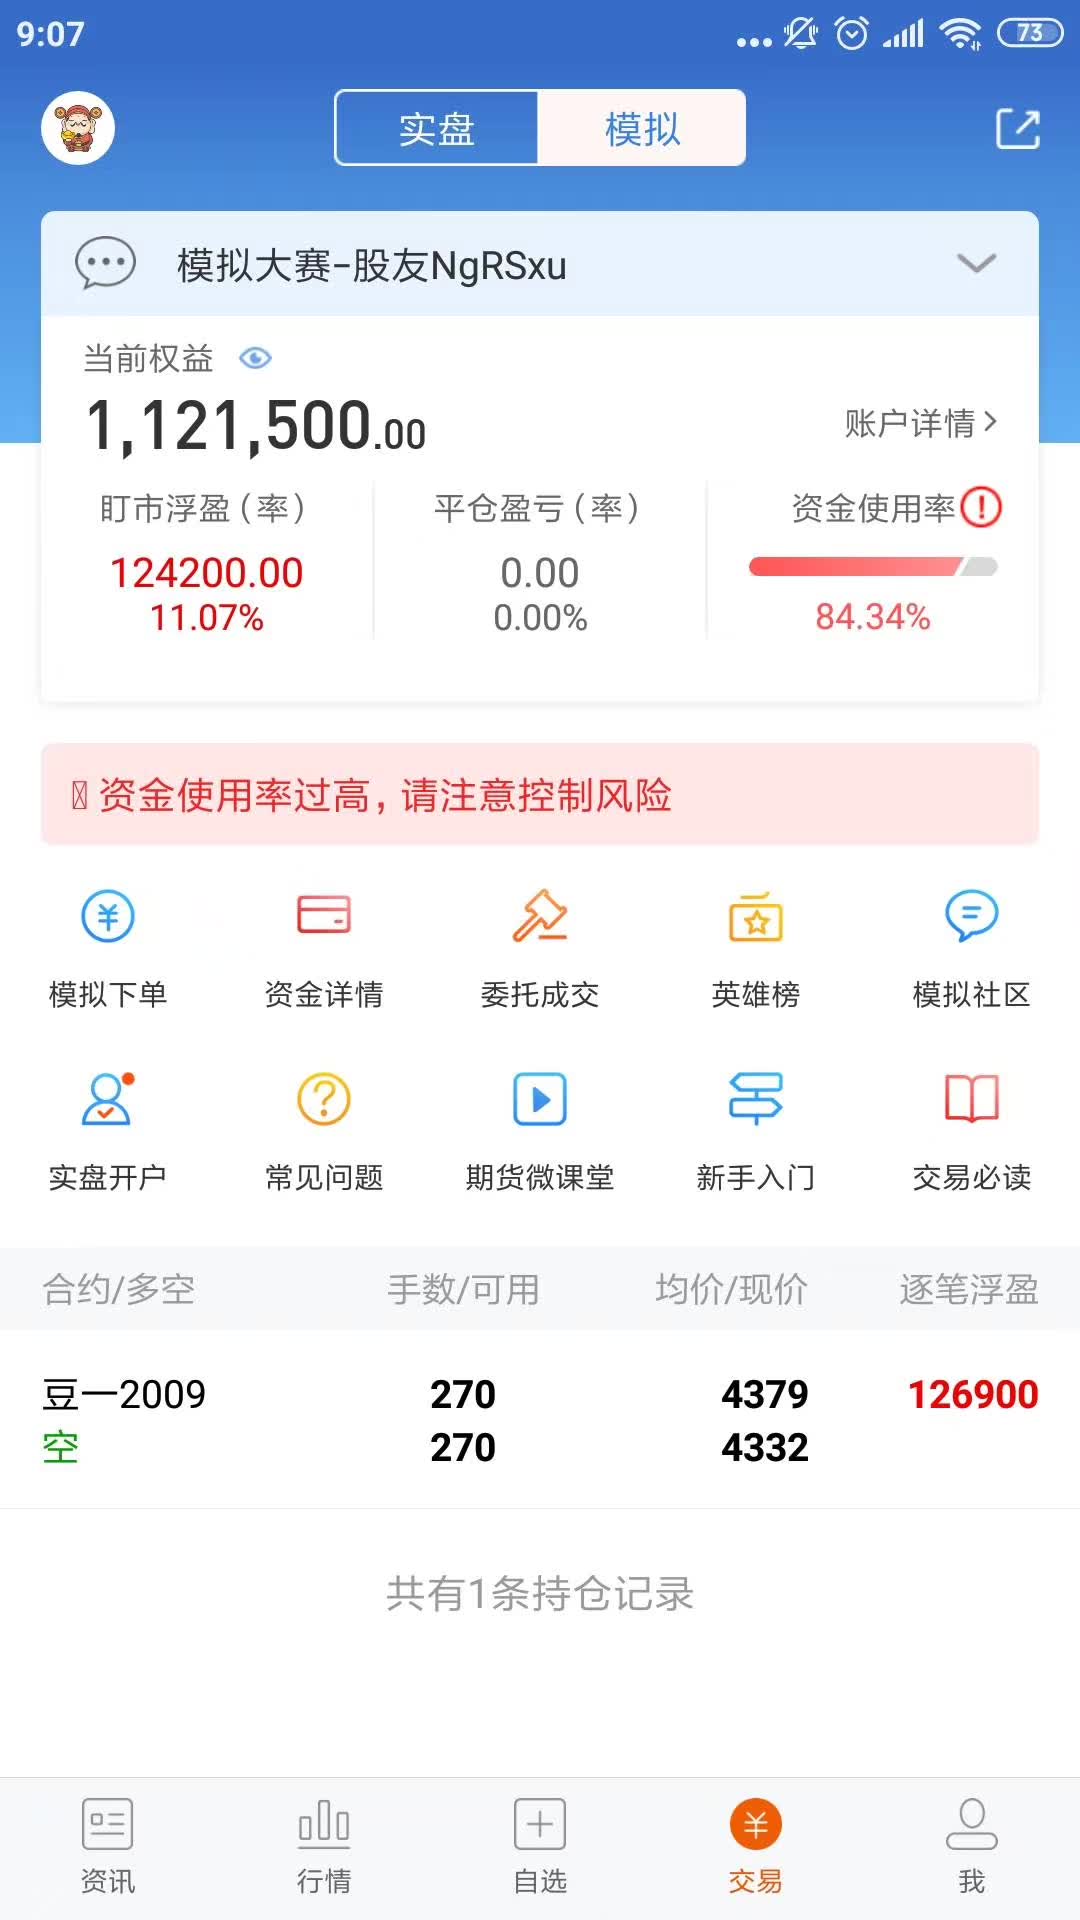 9:07
73
实盘 模拟
模拟大赛-股友NgRSxu
当前权益
1,121,500.00
账户详情
盯市浮盈(率) 平仓盈亏(率) 资金使用率
124200.00 0.00
11.07% 0.00% 84.34%
资金使用率过高,请注意控制风险
模拟下单 资金详情 委托成交 英雄榜 模拟社区
实盘开户 常见问题 期货微课堂 新手入门 交易必读
合约/多空 手数/可用 均价/现价 逐笔浮盈
豆一2009 270 4379 126900
空 270 4332
共有1条持仓记录
资讯 行情 自选 交易 我